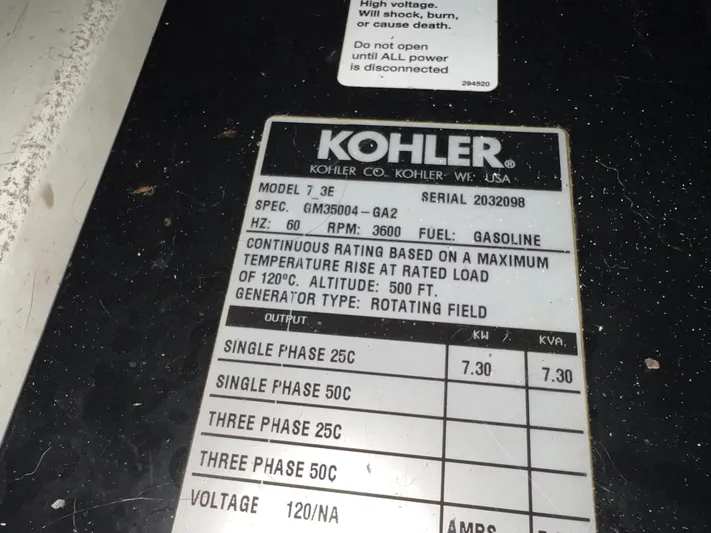 High voltage.
Will shock, burn,
or cause death.
Do not open
until ALL power
is disconnected
294520
KOHLER®
KOHLER CO. KOHLER WI. USA
MODEL 7_3E SERIAL 2032098
SPEC. GM35004-GA2
HZ: 60 RPM: 3600 FUEL: GASOLINE
CONTINUOUS RATING BASED ON A MAXIMUM
TEMPERATURE RISE AT RATED LOAD
OF 120°C. ALTITUDE: 500 FT.
GENERATOR TYPE: ROTATING FIELD
OUTPUT KW KVA.
SINGLE PHASE 25C 7.30 7.30
SINGLE PHASE 50C
THREE PHASE 25C
THREE PHASE 50C
VOLTAGE 120/NA
AMPS